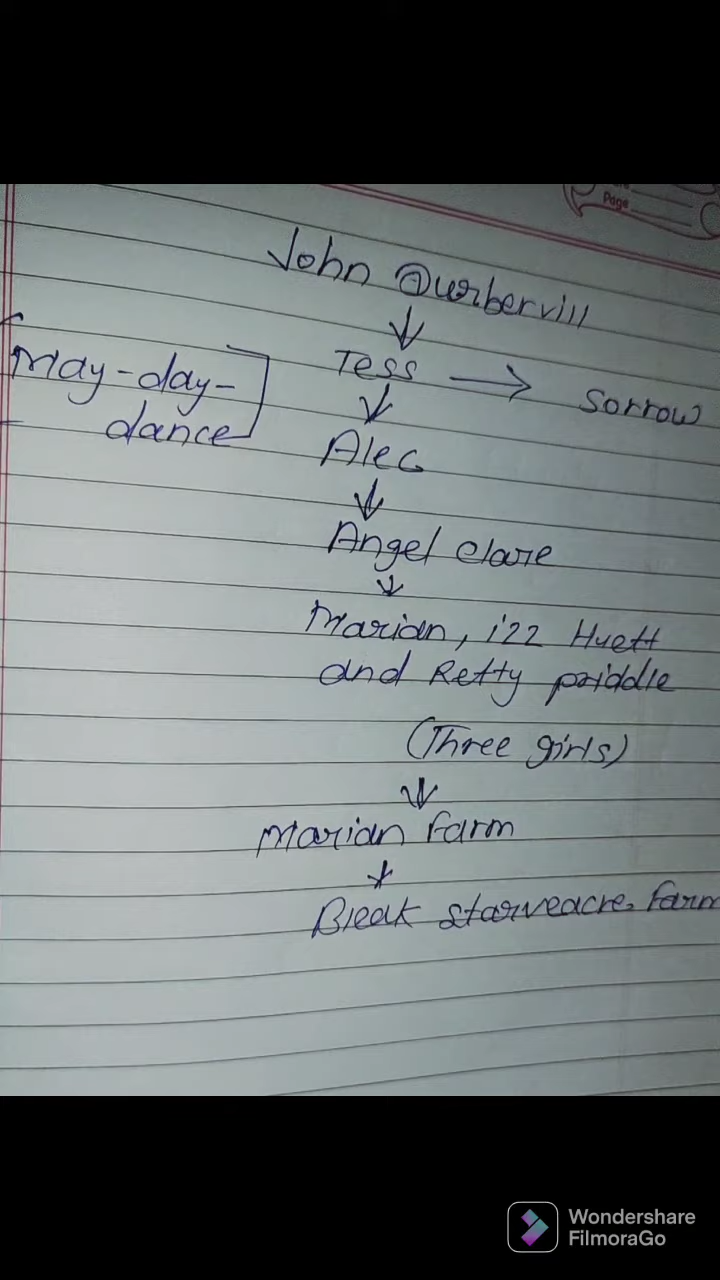 Page
John Durbervill
↓
Tess → Sorrow
May-day-
dance
↓
Alec
↓
Angel Clare
↓
Marian, izz Huett
and Retty priddle
(Three girls)
↓
Marian Farm
↓
Bleak starveacre Farm
Wondershare
FilmoraGo